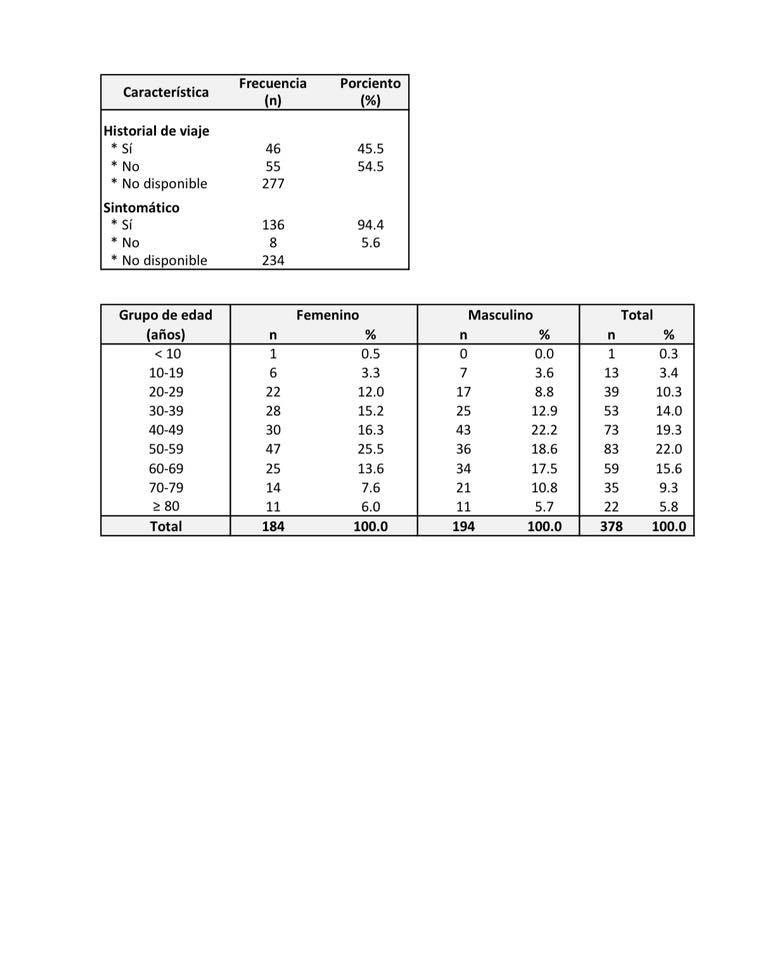 Característica Frecuencia (n) Porciento (%)
Historial de viaje
* Sí 46 45.5
* No 55 54.5
* No disponible 277
Sintomático
* Sí 136 94.4
* No 8 5.6
* No disponible 234
Grupo de edad (años) Femenino Masculino Total
n % n % n %
< 10 1 0.5 0 0.0 1 0.3
10-19 6 3.3 7 3.6 13 3.4
20-29 22 12.0 17 8.8 39 10.3
30-39 28 15.2 25 12.9 53 14.0
40-49 30 16.3 43 22.2 73 19.3
50-59 47 25.5 36 18.6 83 22.0
60-69 25 13.6 34 17.5 59 15.6
70-79 14 7.6 21 10.8 35 9.3
≥ 80 11 6.0 11 5.7 22 5.8
Total 184 100.0 194 100.0 378 100.0